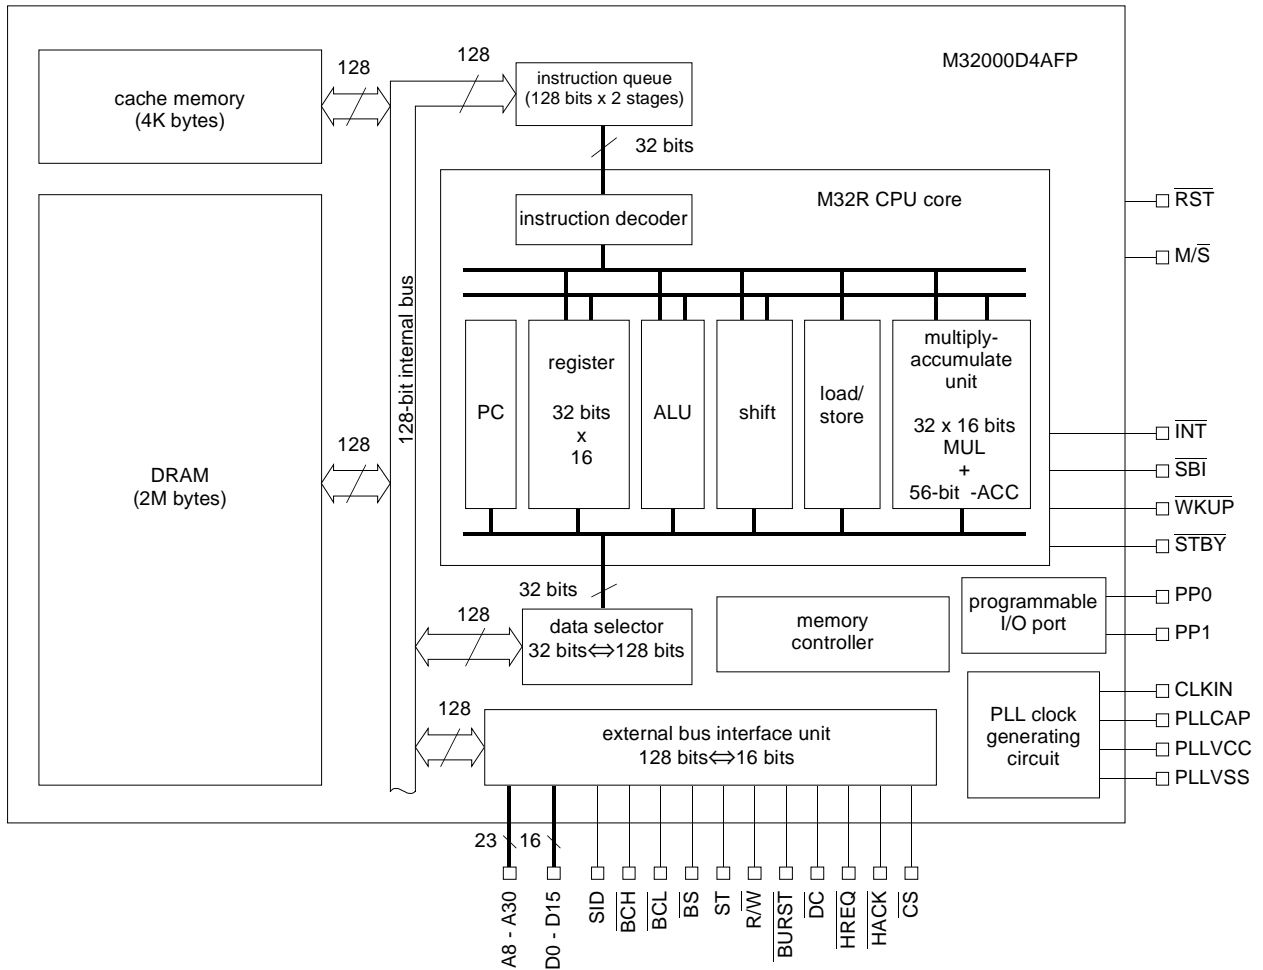 M32000D4AFP
cache memory
(4K bytes)
128
128
instruction queue
(128 bits x 2 stages)
32 bits
M32R CPU core
instruction decoder
128-bit internal bus
DRAM
(2M bytes)
128
PC
register
32 bits
x
16
ALU
shift
load/
store
multiply-
accumulate
unit
32 x 16 bits
MUL
+
56-bit -ACC
32 bits
128
data selector
32 bits⇔128 bits
memory
controller
programmable
I/O port
128
external bus interface unit
128 bits⇔16 bits
PLL clock
generating
circuit
RST
M/S
INT
SBI
WKUP
STBY
PP0
PP1
CLKIN
PLLCAP
PLLVCC
PLLVSS
23
16
A8 - A30
D0 - D15
SID
BCH
BCL
BS
ST
R/W
BURST
DC
HREQ
HACK
CS